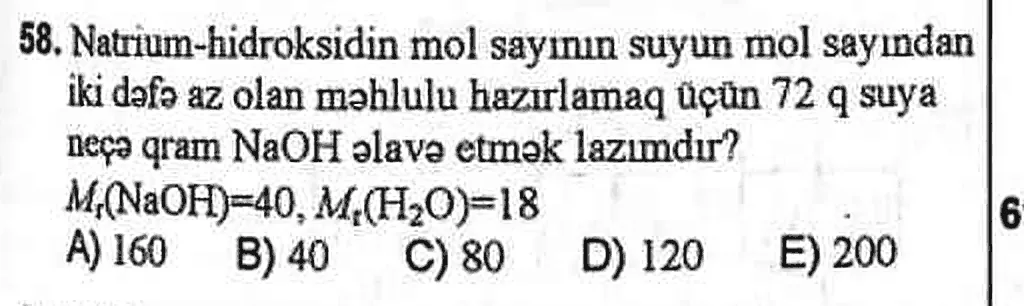 58. Natrium-hidroksidin mol sayının suyun mol sayından
iki dəfə az olan məhlulu hazırlamaq üçün 72 q suya
neçə qram NaOH əlavə etmək lazımdır?
Mᵣ(NaOH)=40, Mᵣ(H₂O)=18
A) 160 B) 40 C) 80 D) 120 E) 200
6